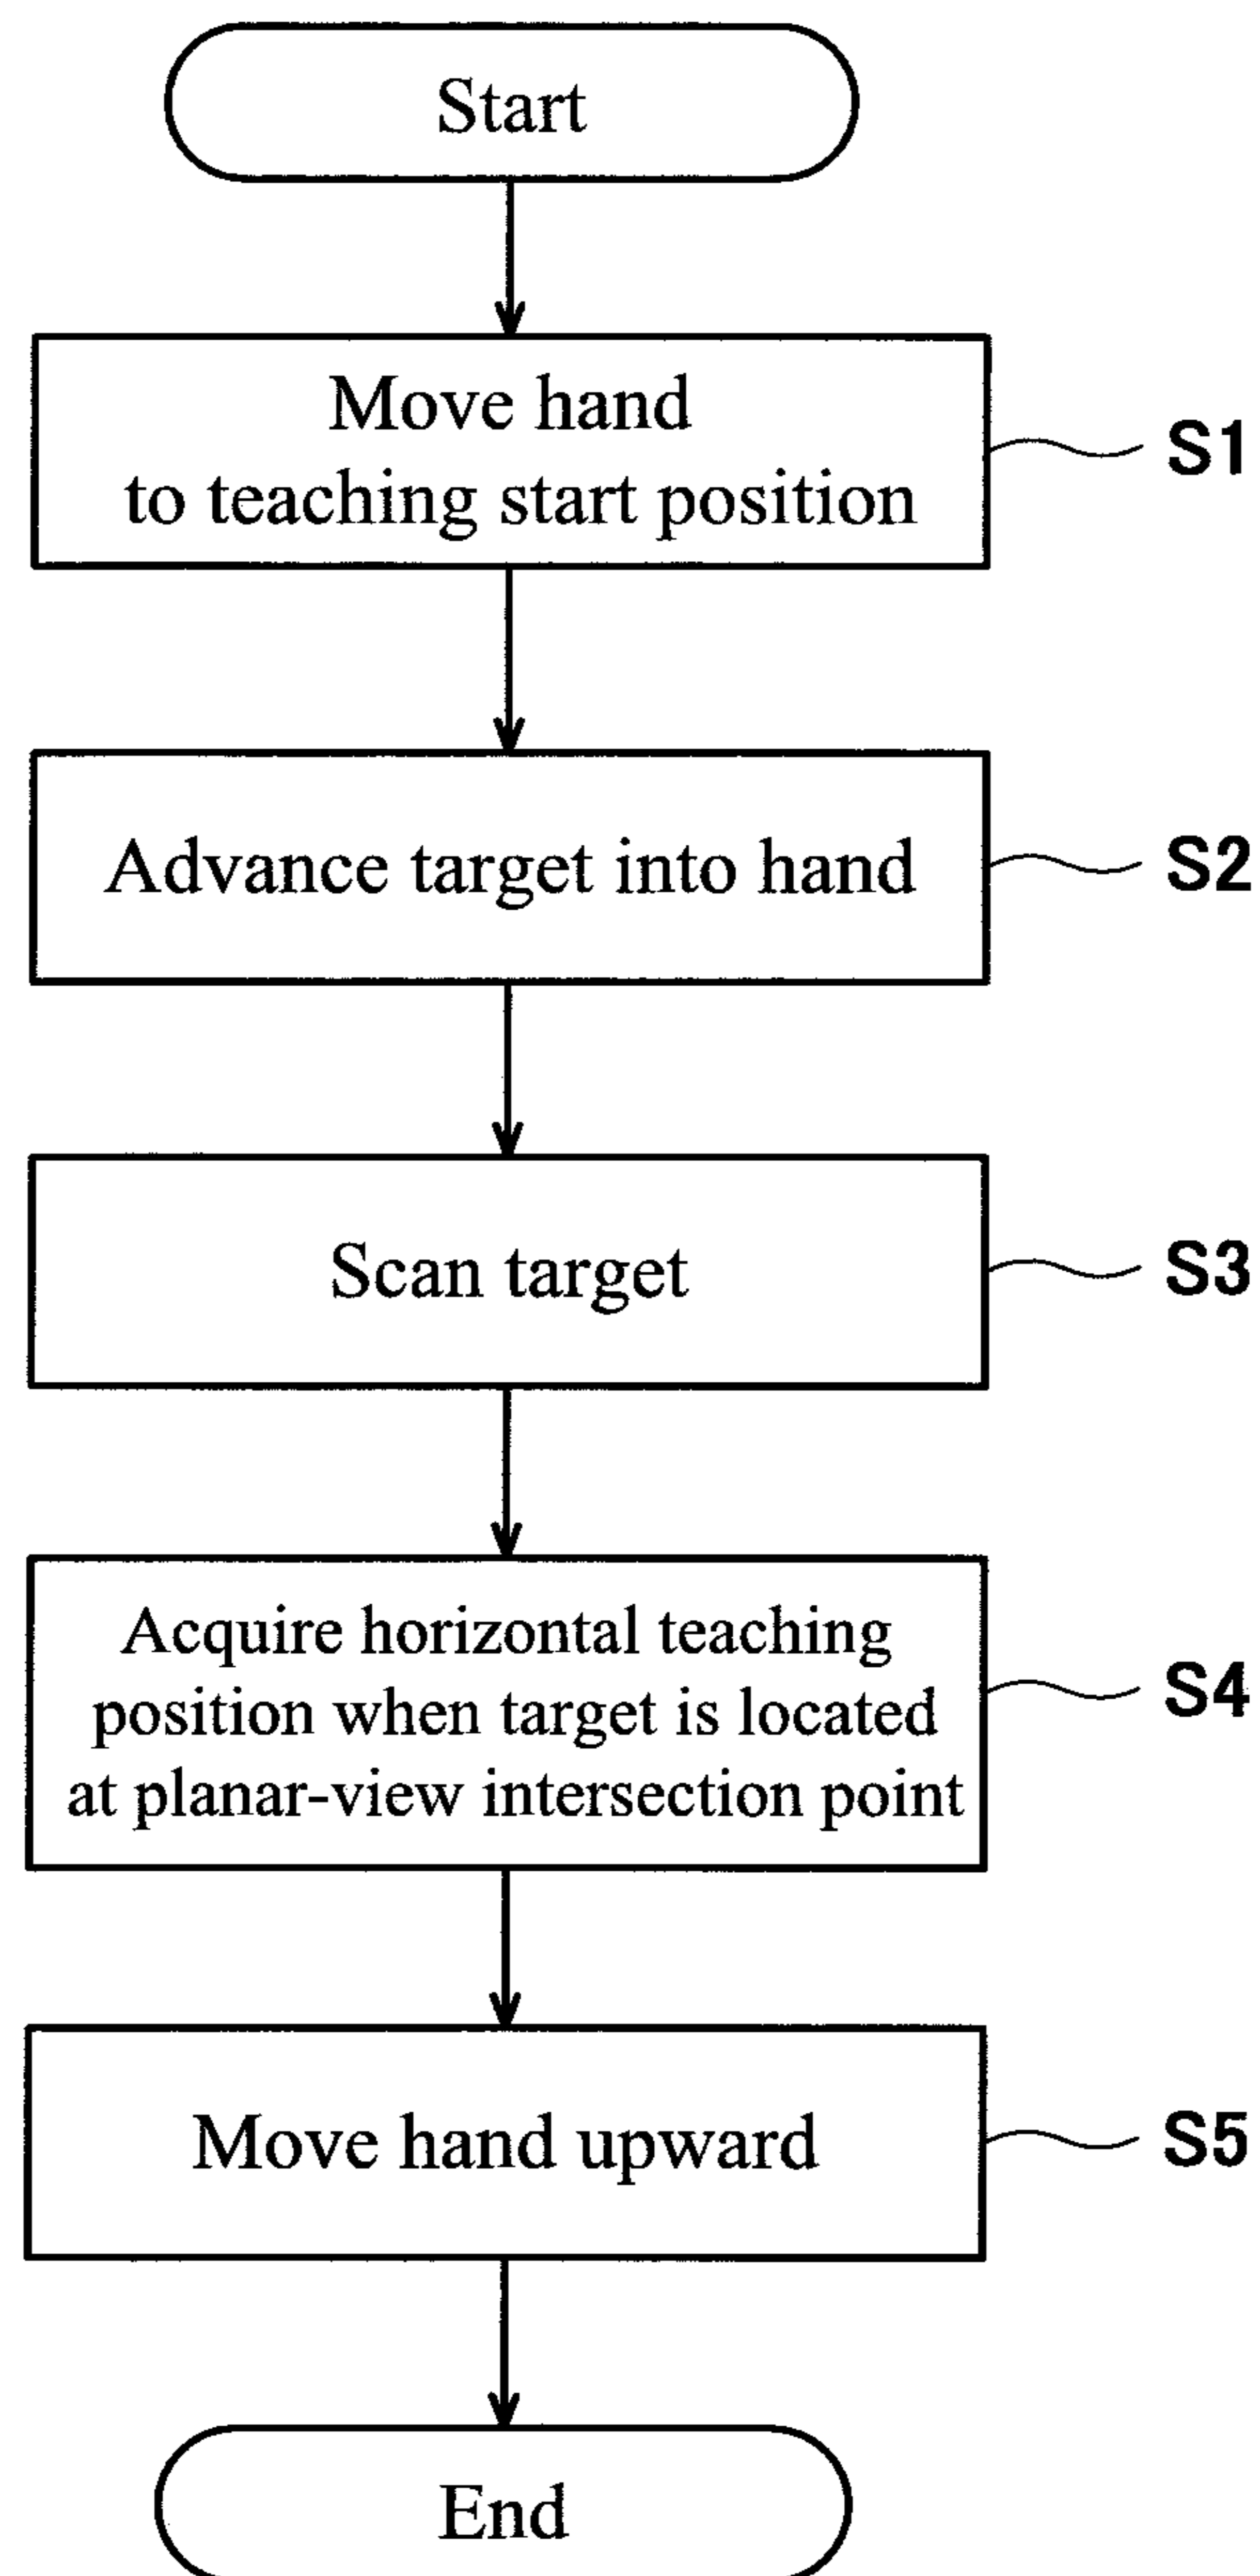 Start
Move hand
to teaching start position
S1
Advance target into hand
S2
Scan target
S3
Acquire horizontal teaching
position when target is located
at planar-view intersection point
S4
Move hand upward
S5
End